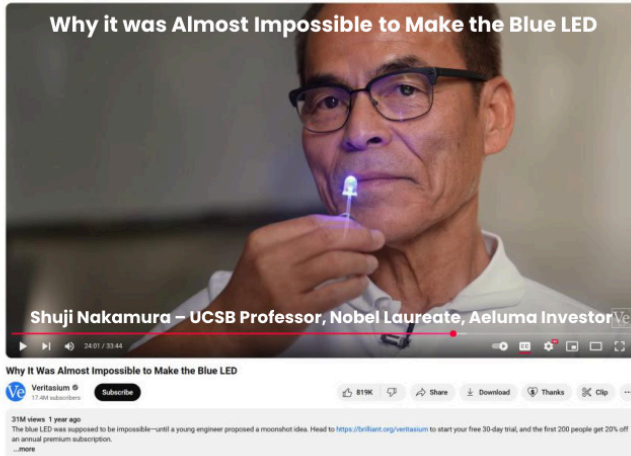 Why it was Almost Impossible to Make the Blue LED
Shuji Nakamura – UCSB Professor, Nobel Laureate, Aeluma Investor
Ve
24:01 / 33:44
Why It Was Almost Impossible to Make the Blue LED
Ve
Veritasium
17.4M subscribers
Subscribe
819K
Share
Download
Thanks
Clip
31M views 1 year ago
The blue LED was supposed to be impossible—until a young engineer proposed a moonshot idea. Head to https://brilliant.org/veritasium to start your free 30-day trial, and the first 200 people get 20% off
an annual premium subscription.
...more